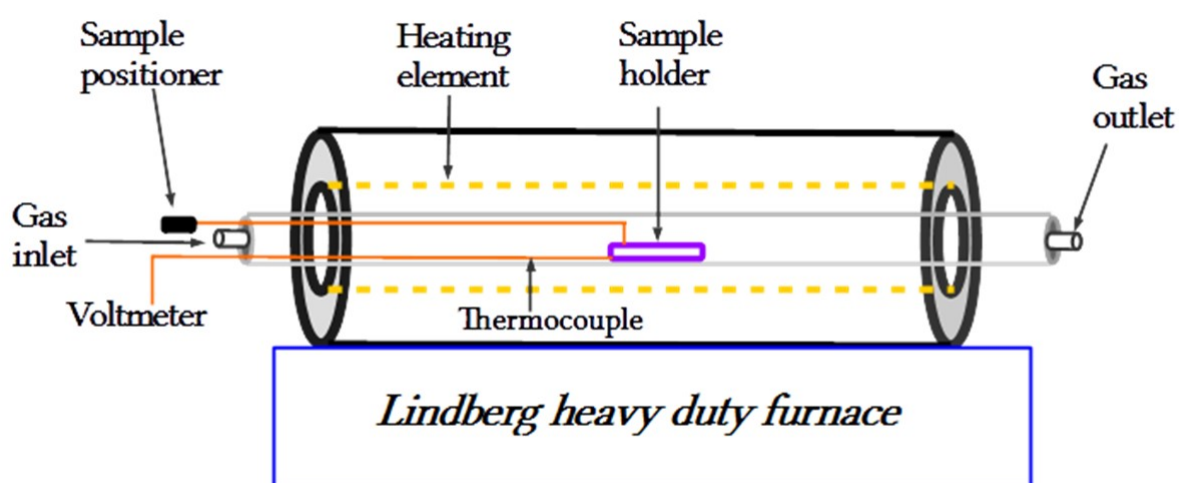 Sample
positioner
Heating
element
Sample
holder
Gas
outlet
Gas
inlet
Voltmeter
Thermocouple
Lindberg heavy duty furnace